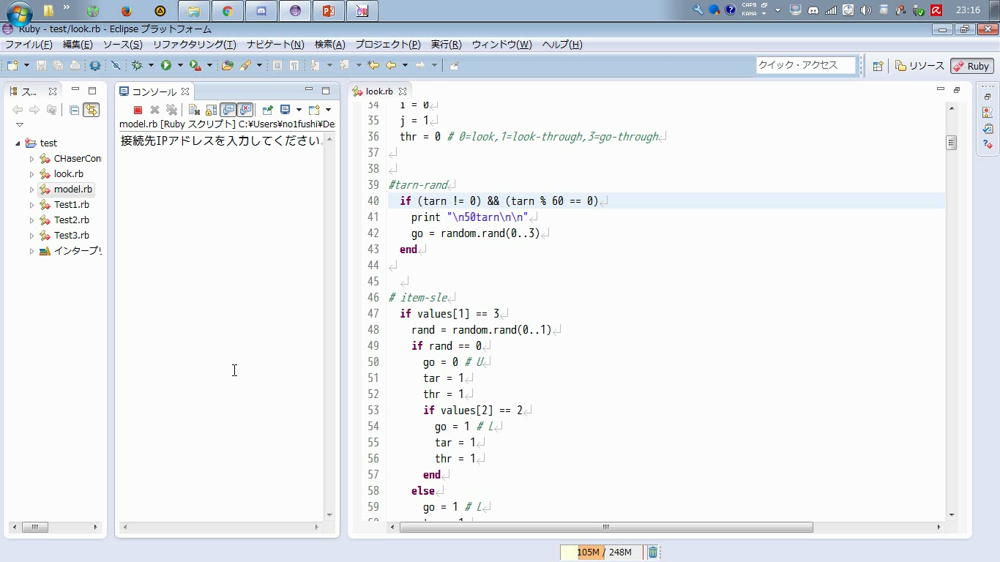 CAPS
KANA
23:16
Ruby - test/look.rb - Eclipse プラットフォーム
ファイル(F) 編集(E) ソース(S) リファクタリング(T) ナビゲート(N) 検索(A) プロジェクト(P) 実行(R) ウィンドウ(W) ヘルプ(H)
クイック・アクセス
リソース
Ruby
ス...
test
CHaserCon
look.rb
model.rb
Test1.rb
Test2.rb
Test3.rb
インタープリ
コンソール
model.rb [Ruby スクリプト] C:¥Users¥no1fushi¥De
接続先IPアドレスを入力してください
look.rb
34 i = 0
35 j = 1
36 thr = 0 # 0=look,1=look-through,3=go-through
37
38
39 #tarn-rand
40 if (tarn != 0) && (tarn % 60 == 0)
41 print "\n50tarn\n\n"
42 go = random.rand(0..3)
43 end
44
45
46 # item-sle
47 if values[1] == 3
48 rand = random.rand(0..1)
49 if rand == 0
50 go = 0 # U
51 tar = 1
52 thr = 1
53 if values[2] == 2
54 go = 1 # L
55 tar = 1
56 thr = 1
57 end
58 else
59 go = 1 # L
105M / 248M